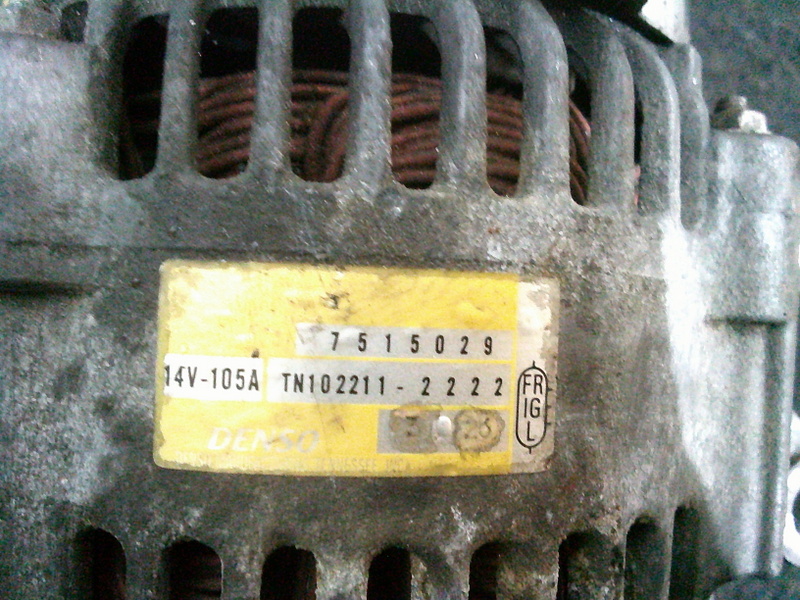 7515029
14V-105A TN102211-2222
DENSO
FR
IG
L